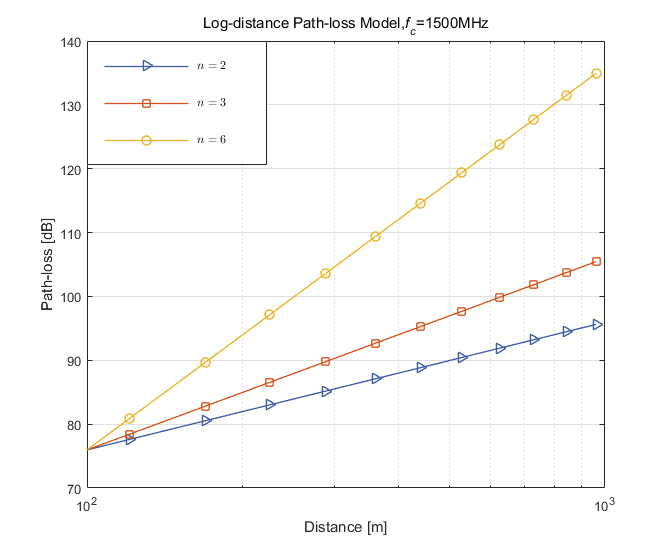 Log-distance Path-loss Model,f_c=1500MHz
n = 2
n = 3
n = 6
140
130
120
110
100
90
80
70
Path-loss [dB]
10^2
10^3
Distance [m]